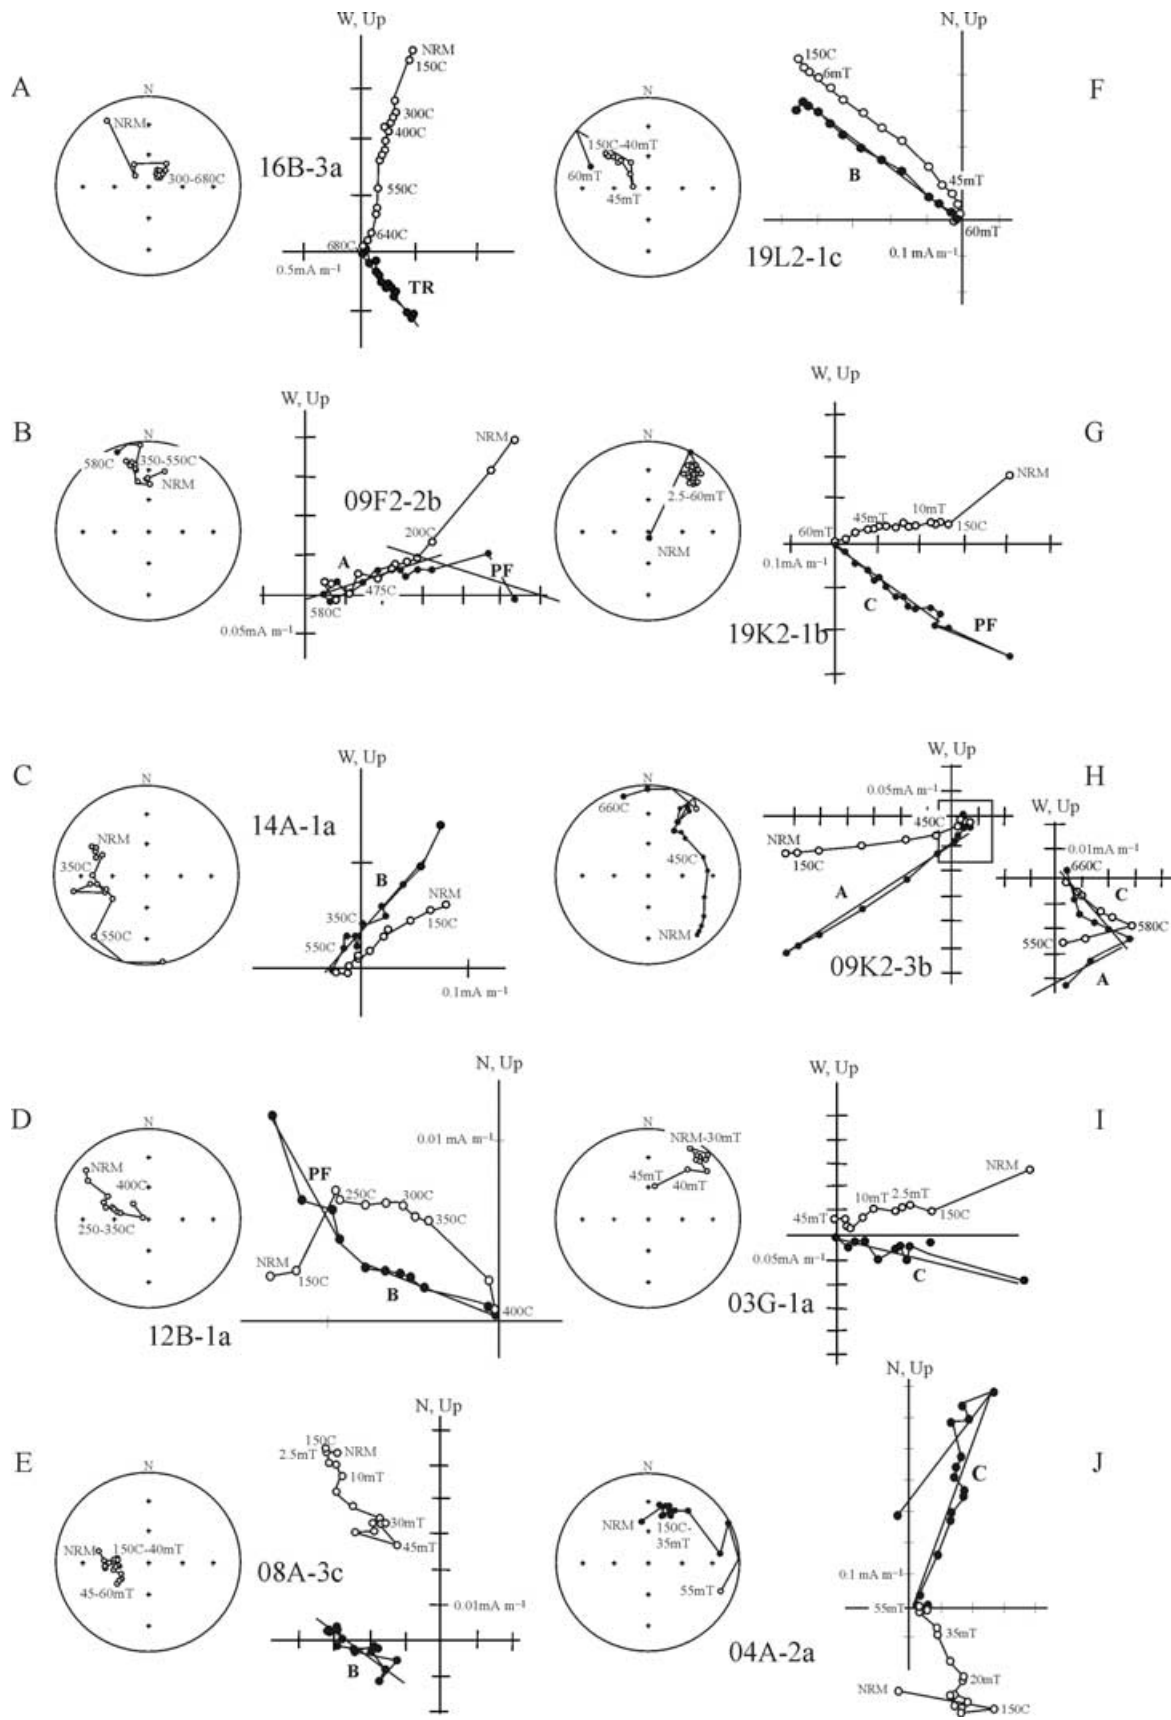 A
N
NRM
300-680C
16B-3a
W, Up
NRM
150C
300C
400C
550C
640C
680C
0.5mA m⁻¹
TR
F
N
150C-40mT
60mT
45mT
19L2-1c
N, Up
150C
6mT
B
45mT
60mT
0.1 mA m⁻¹
B
N
580C
350-550C
NRM
09F2-2b
W, Up
NRM
200C
A
475C
PF
580C
0.05mA m⁻¹
G
N
2.5-60mT
NRM
19K2-1b
W, Up
NRM
10mT
45mT
150C
60mT
0.1mA m⁻¹
C
PF
C
N
NRM
350C
550C
14A-1a
W, Up
B
NRM
150C
350C
550C
0.1mA m⁻¹
H
N
660C
450C
NRM
09K2-3b
W, Up
0.05mA m⁻¹
450C
NRM
150C
A
W, Up
0.01mA m⁻¹
660C
C
580C
550C
A
D
N
NRM
400C
250-350C
12B-1a
N, Up
0.01 mA m⁻¹
PF
250C
300C
350C
NRM
150C
B
400C
I
N
NRM-30mT
45mT
40mT
03G-1a
W, Up
NRM
10mT
2.5mT
150C
45mT
0.05mA m⁻¹
C
E
N
NRM
150C-40mT
45-60mT
08A-3c
N, Up
150C
2.5mT
NRM
10mT
30mT
45mT
0.01mA m⁻¹
B
J
N
NRM
150C-
35mT
55mT
04A-2a
N, Up
C
0.1 mA m⁻¹
55mT
35mT
20mT
NRM
150C